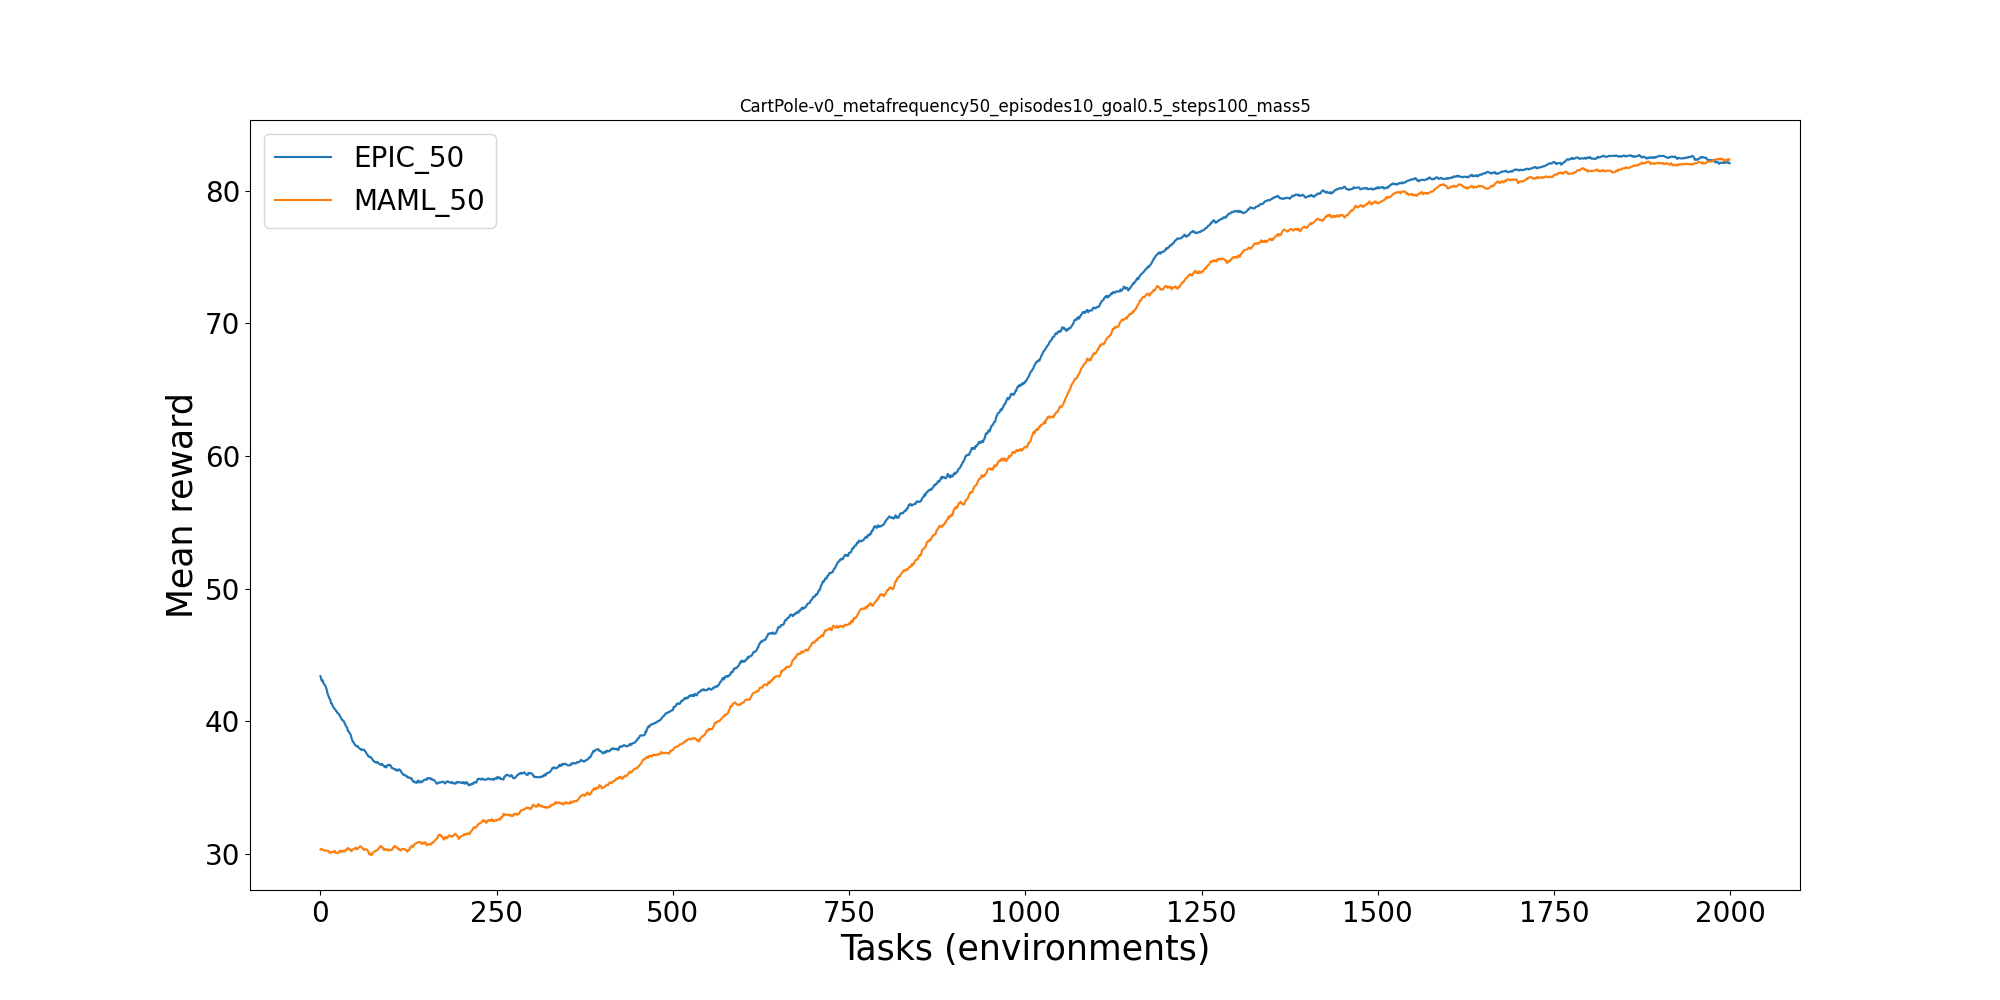 CartPole-v0_metafrequency50_episodes10_goal0.5_steps100_mass5
EPIC_50
MAML_50
80
70
60
50
40
30
Mean reward
0 250 500 750 1000 1250 1500 1750 2000
Tasks (environments)